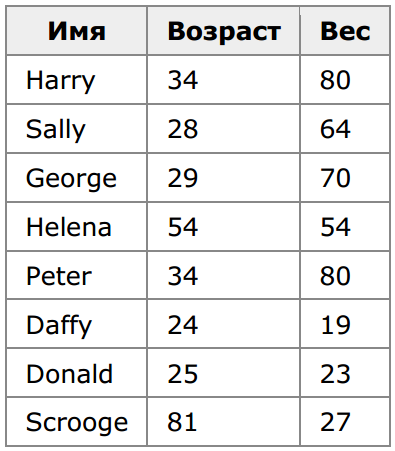 Имя Возраст Вес
Harry 34 80
Sally 28 64
George 29 70
Helena 54 54
Peter 34 80
Daffy 24 19
Donald 25 23
Scrooge 81 27